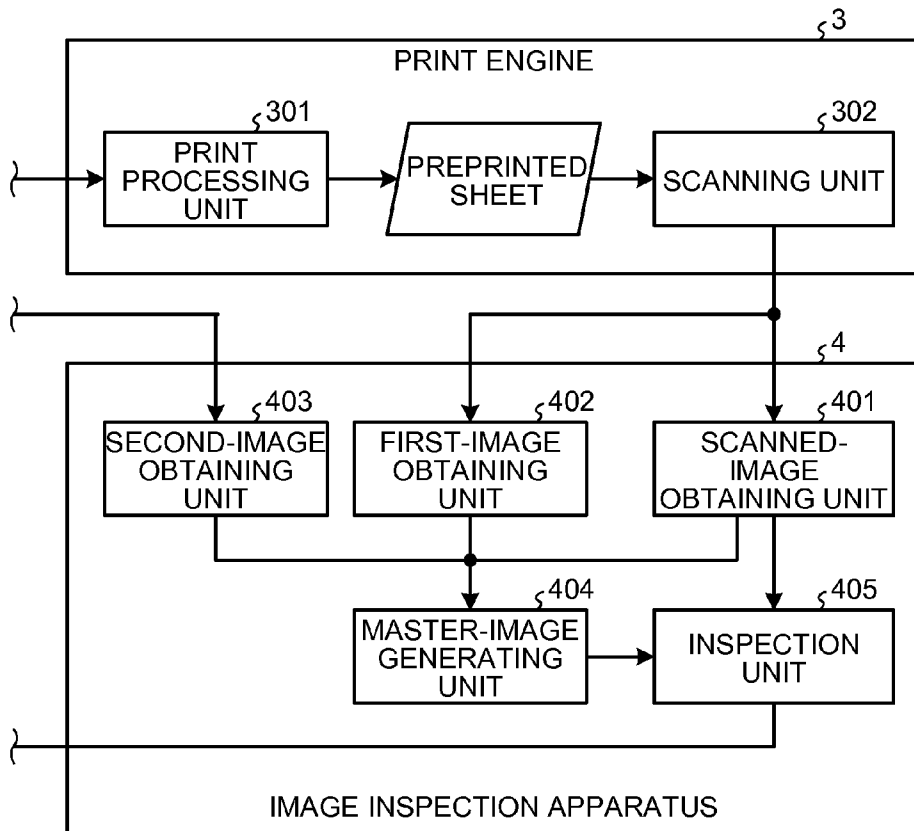 3
PRINT ENGINE
301
PRINT
PROCESSING
UNIT
PREPRINTED
SHEET
302
SCANNING UNIT
4
403
SECOND-IMAGE
OBTAINING
UNIT
402
FIRST-IMAGE
OBTAINING
UNIT
401
SCANNED-
IMAGE
OBTAINING UNIT
404
MASTER-IMAGE
GENERATING
UNIT
405
INSPECTION
UNIT
IMAGE INSPECTION APPARATUS